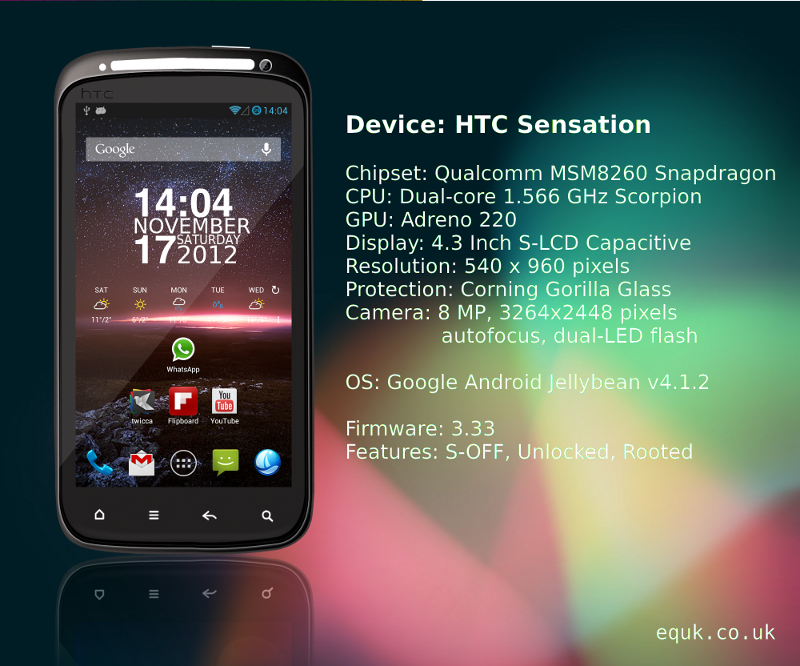 hTC
14:04
Google
14:04
NOVEMBER
17 SATURDAY
2012
SAT SUN MON TUE WED
11°/2°
WhatsApp
twicca Flipboard YouTube
You
Tube
Device: HTC Sensation
Chipset: Qualcomm MSM8260 Snapdragon
CPU: Dual-core 1.566 GHz Scorpion
GPU: Adreno 220
Display: 4.3 Inch S-LCD Capacitive
Resolution: 540 x 960 pixels
Protection: Corning Gorilla Glass
Camera: 8 MP, 3264x2448 pixels
autofocus, dual-LED flash
OS: Google Android Jellybean v4.1.2
Firmware: 3.33
Features: S-OFF, Unlocked, Rooted
equk.co.uk